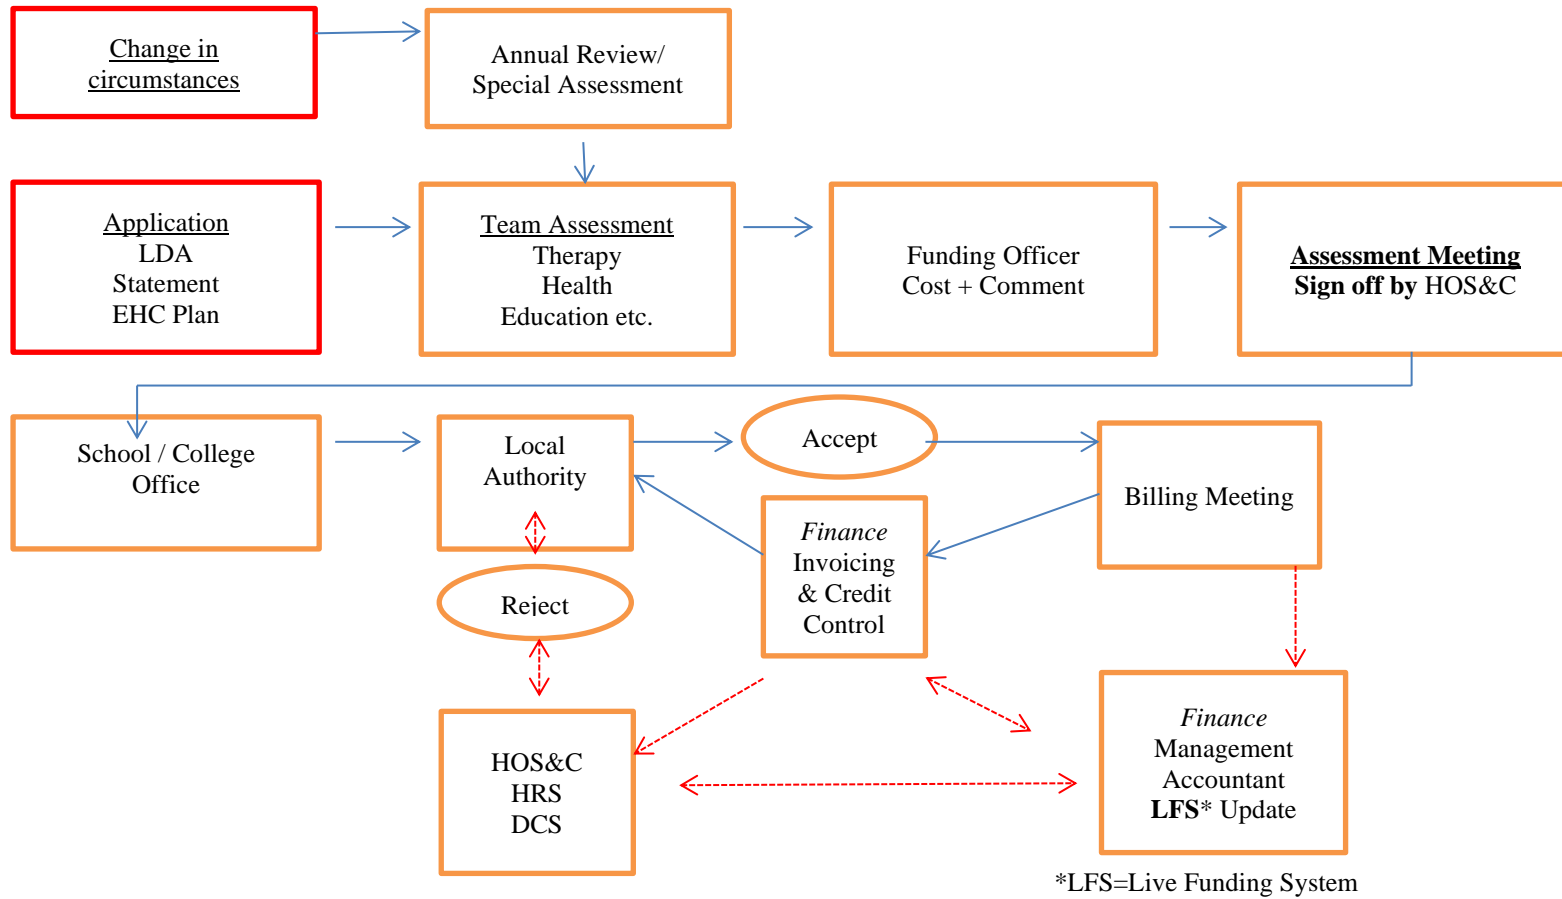 Change in
circumstances
Annual Review/
Special Assessment
Application
LDA
Statement
EHC Plan
Team Assessment
Therapy
Health
Education etc.
Funding Officer
Cost + Comment
Assessment Meeting
Sign off by HOS&C
School / College
Office
Local
Authority
Accept
Billing Meeting
Finance
Invoicing
& Credit
Control
Reject
HOS&C
HRS
DCS
Finance
Management
Accountant
LFS* Update
*LFS=Live Funding System